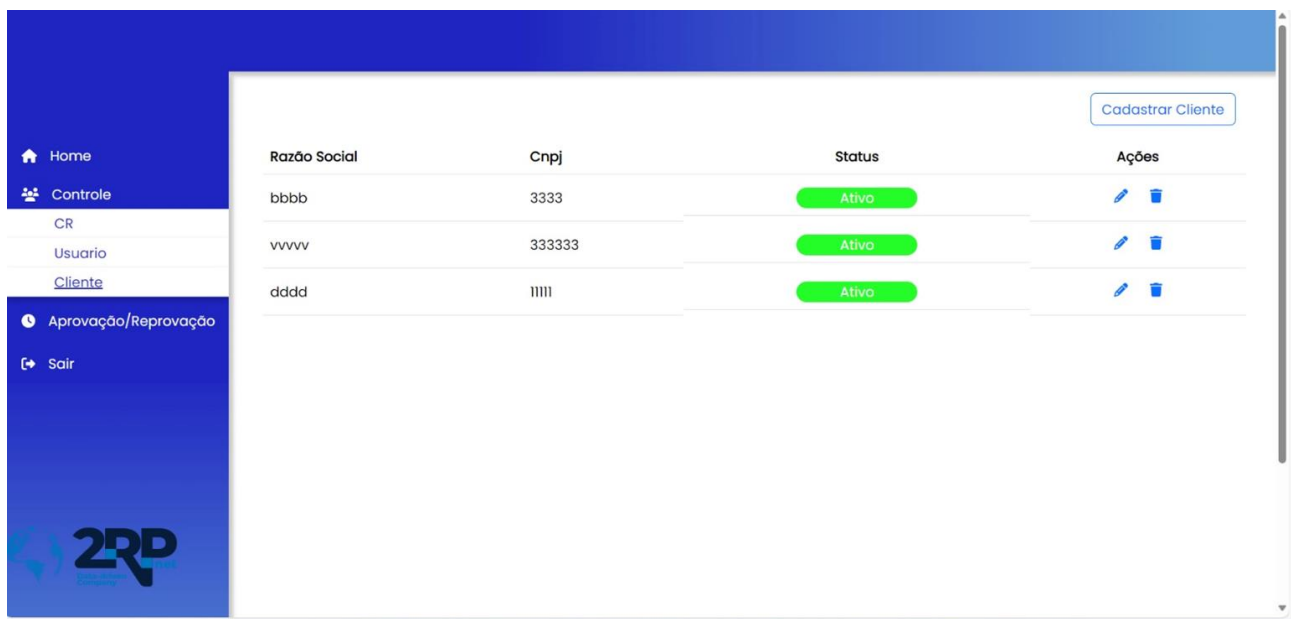 Cadastrar Cliente
Home
Controle
CR
Usuario
Cliente
Aprovação/Reprovação
Sair
Razão Social Cnpj Status Ações
bbbb 3333 Ativo
vvvvv 333333 Ativo
dddd 11111 Ativo
2RP
net